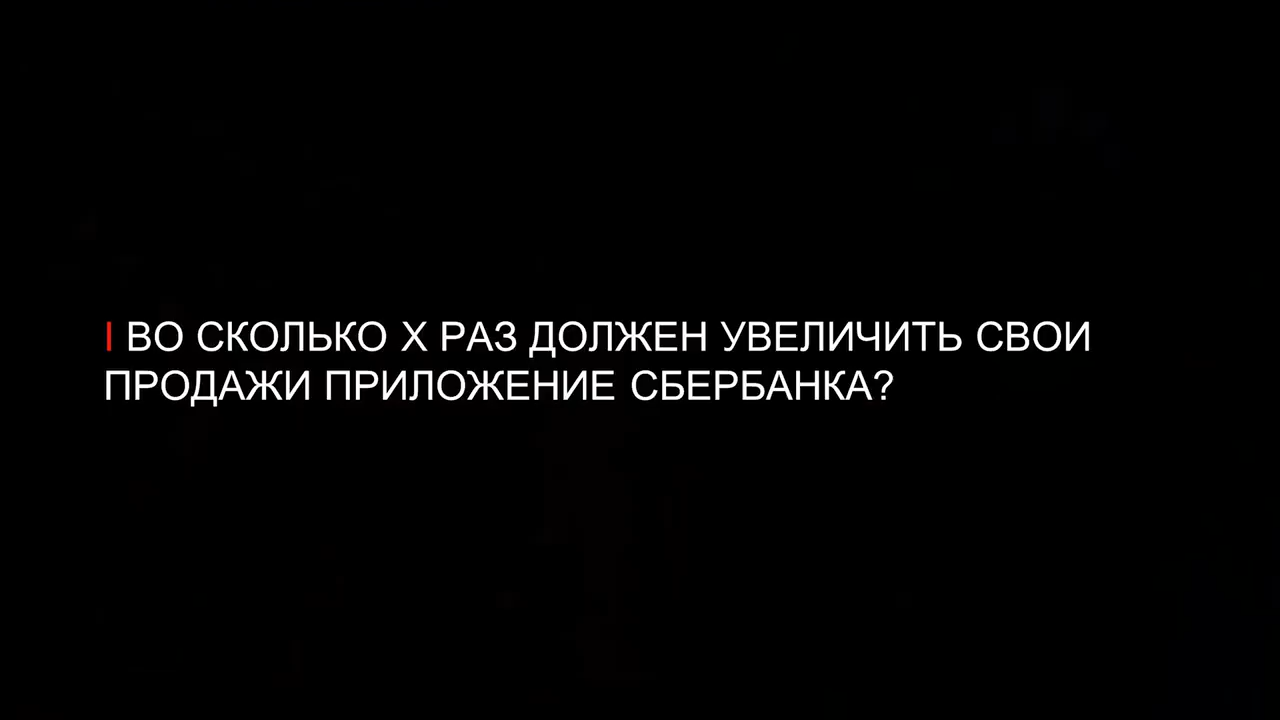 | ВО СКОЛЬКО Х РАЗ ДОЛЖЕН УВЕЛИЧИТЬ СВОИ
ПРОДАЖИ ПРИЛОЖЕНИЕ СБЕРБАНКА?